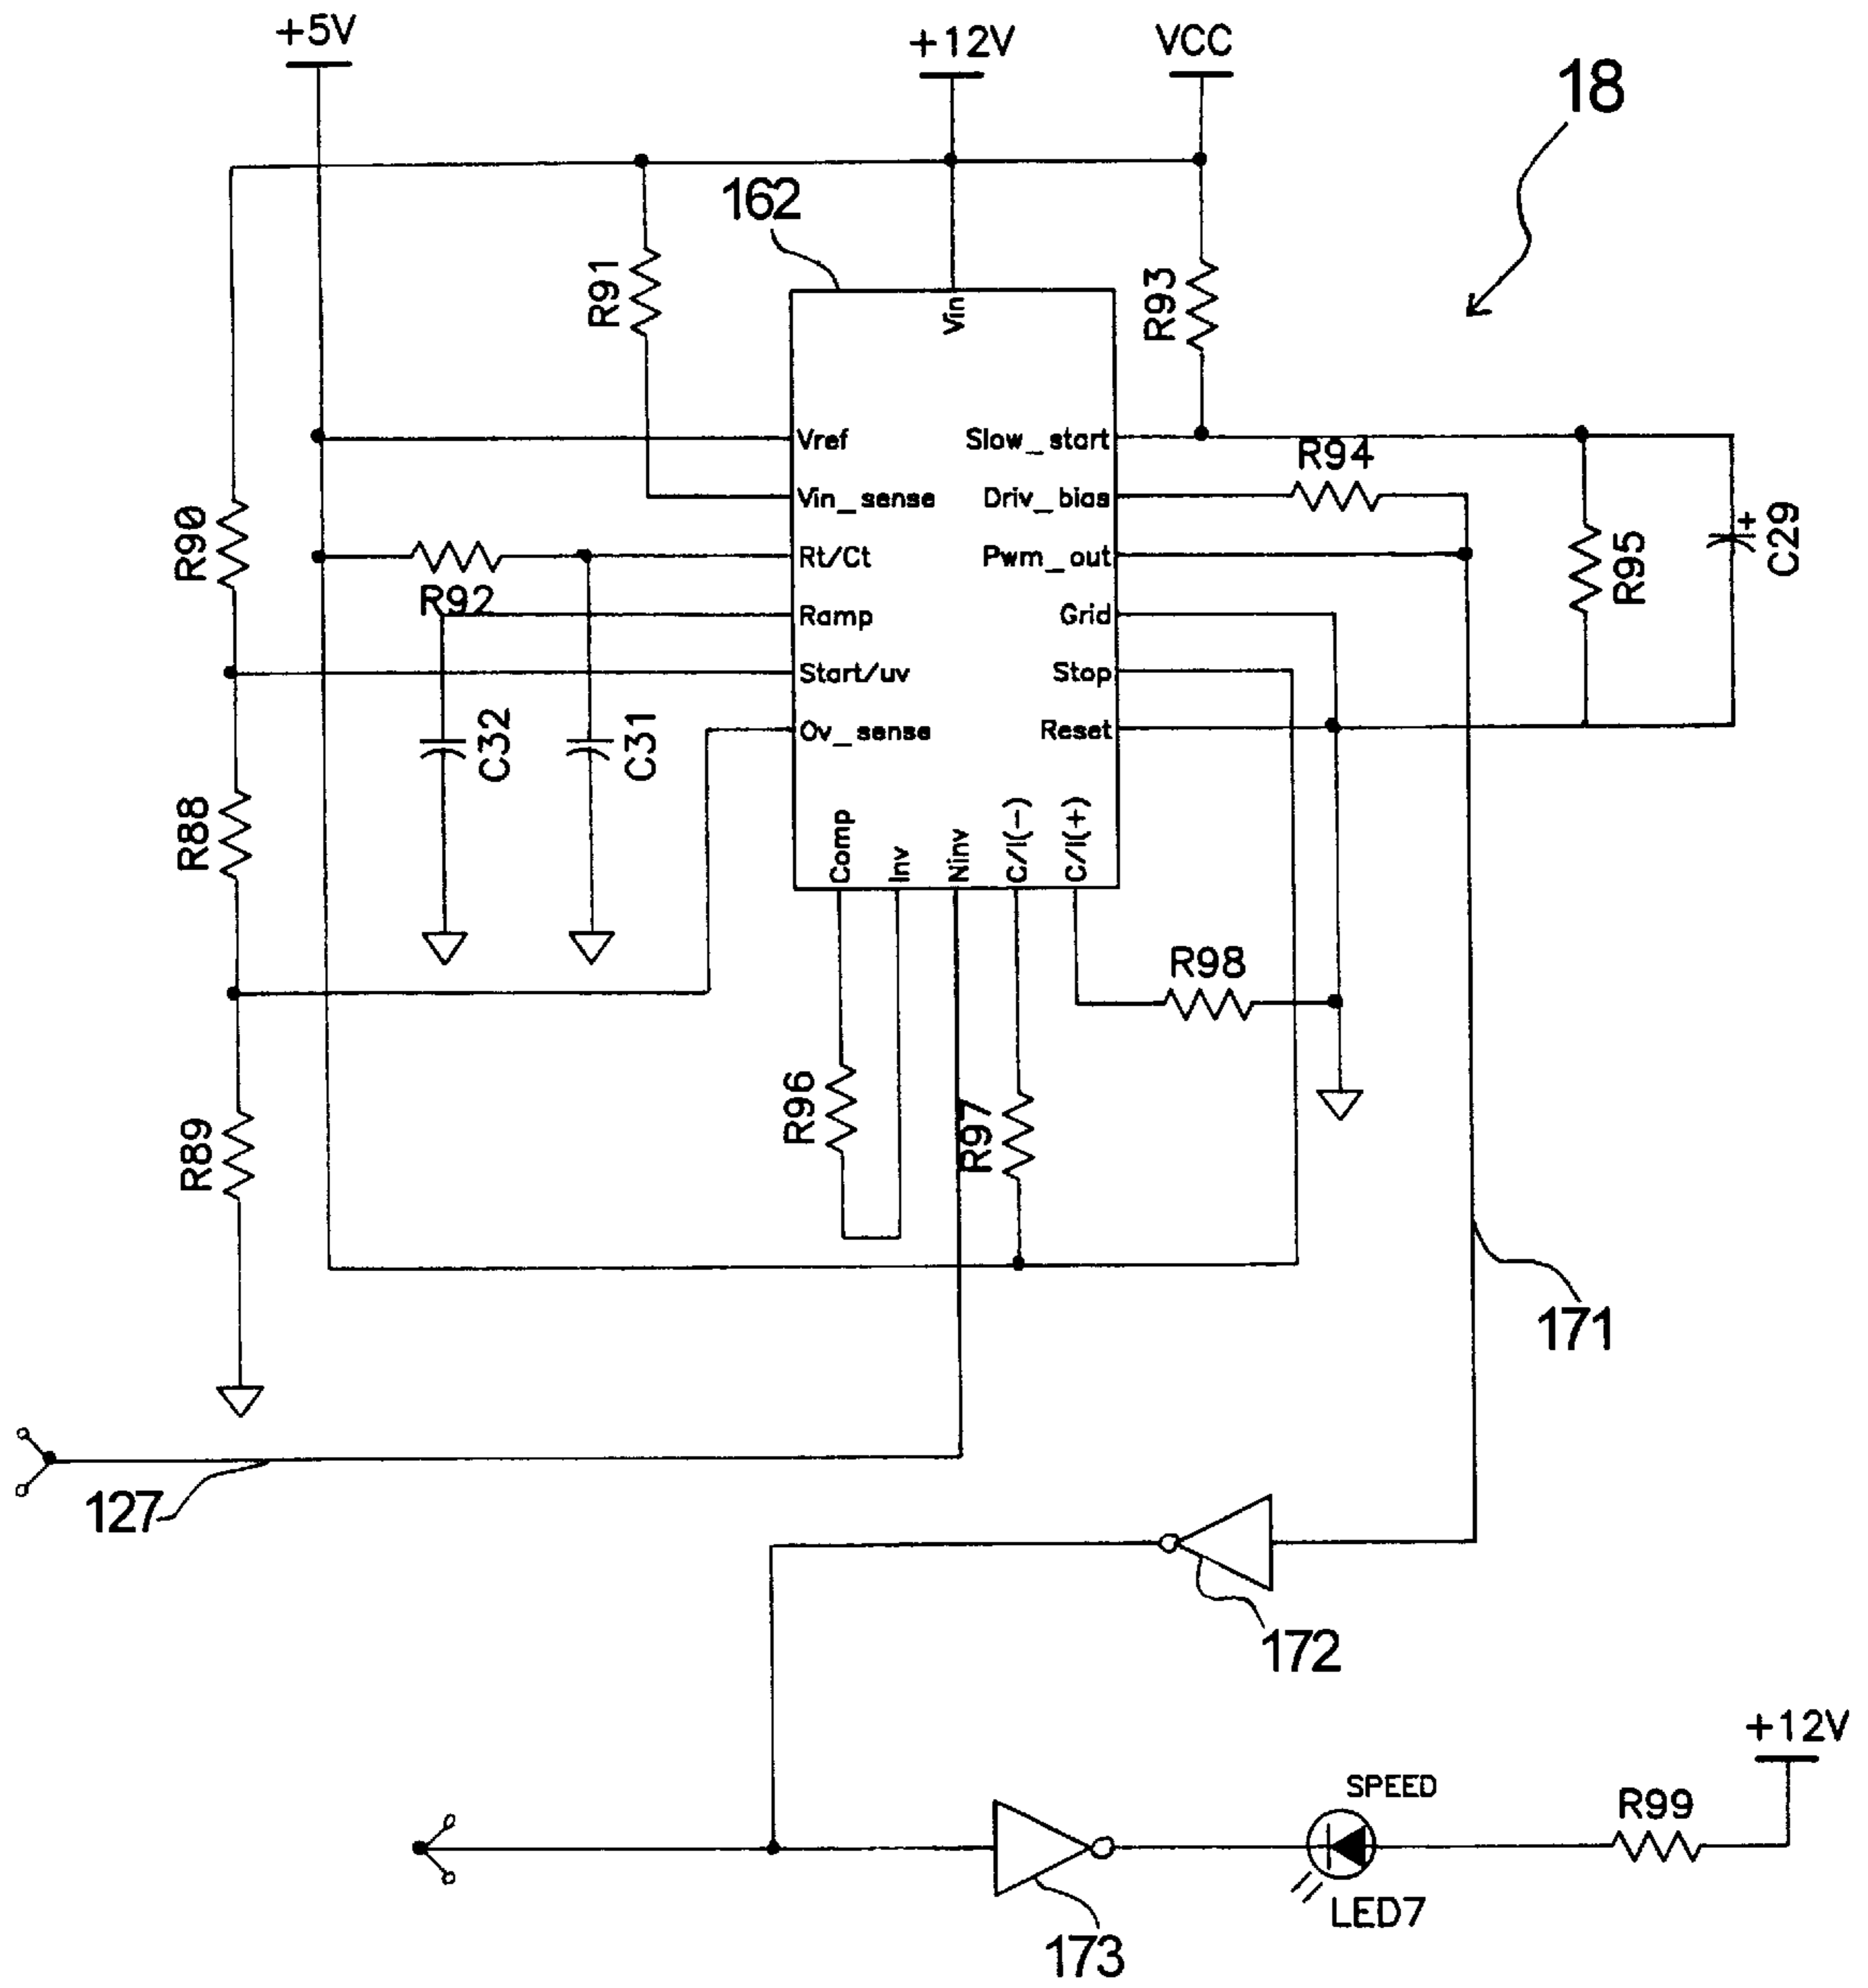 +5V
+12V
VCC
18
162
R91
R93
Vin
Vref
Slow_start
R94
Vin_sense
Driv_bias
R90
Rt/Ct
Pwm_out
R95
C29
+
R92
Ramp
Grid
Start/uv
Stop
Ov_sense
Reset
C32
C31
R88
Comp
Inv
Ninv
C/I(-)
C/I(+)
R98
R96
R97
R89
171
127
172
+12V
SPEED
R99
LED7
173